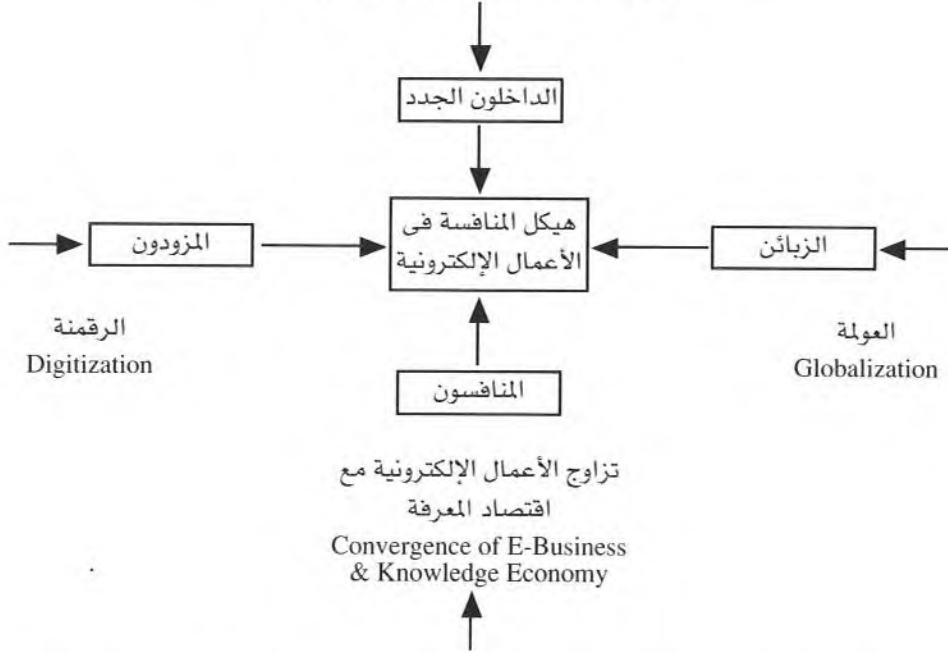 الداخلون الجدد
هيكل المنافسة فى
الأعمال الإلكترونية
المزودون
الزبائن
الرقمنة
Digitization
العولمة
Globalization
المنافسون
تزاوج الأعمال الإلكترونية مع
اقتصاد المعرفة
Convergence of E-Business
& Knowledge Economy